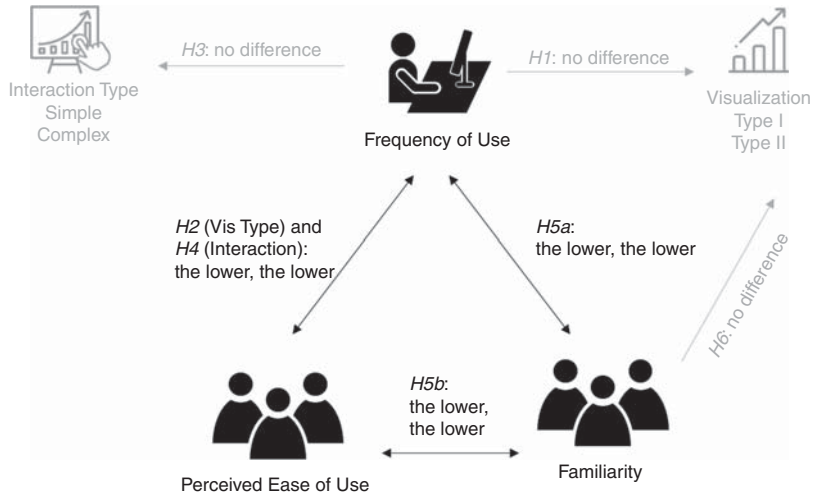 H3: no difference
H1: no difference
Interaction Type
Simple
Complex
Visualization
Type I
Type II
Frequency of Use
H2 (Vis Type) and
H4 (Interaction):
the lower, the lower
H5a:
the lower, the lower
H6: no difference
H5b:
the lower,
the lower
Perceived Ease of Use
Familiarity